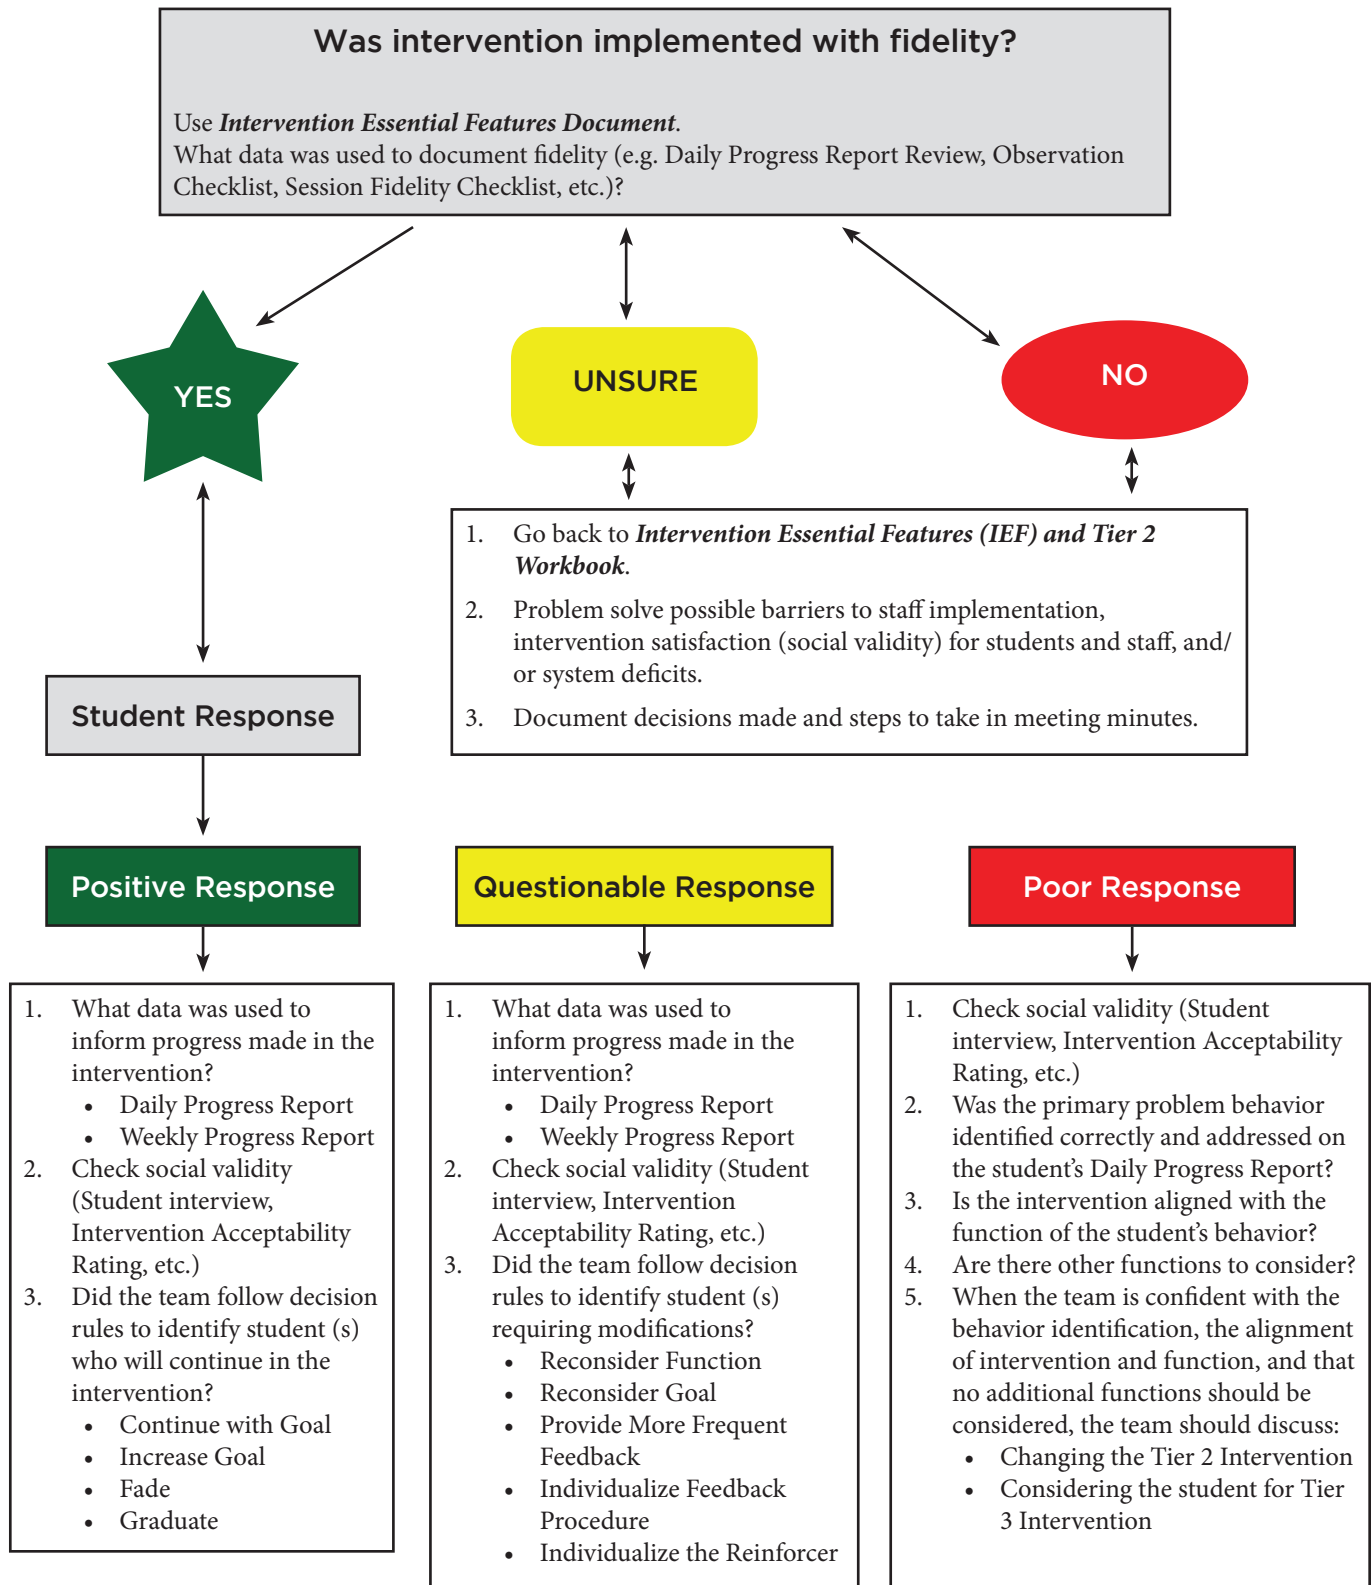 Was intervention implemented with fidelity?
Use Intervention Essential Features Document.
What data was used to document fidelity (e.g. Daily Progress Report Review, Observation
Checklist, Session Fidelity Checklist, etc.)?
YES
UNSURE
NO
1. Go back to Intervention Essential Features (IEF) and Tier 2
Workbook.
2. Problem solve possible barriers to staff implementation,
intervention satisfaction (social validity) for students and staff, and/
or system deficits.
3. Document decisions made and steps to take in meeting minutes.
Student Response
Positive Response
Questionable Response
Poor Response
1. What data was used to
inform progress made in the
intervention?
• Daily Progress Report
• Weekly Progress Report
2. Check social validity
(Student interview,
Intervention Acceptability
Rating, etc.)
3. Did the team follow decision
rules to identify student (s)
who will continue in the
intervention?
• Continue with Goal
• Increase Goal
• Fade
• Graduate
1. What data was used to
inform progress made in the
intervention?
• Daily Progress Report
• Weekly Progress Report
2. Check social validity (Student
interview, Intervention
Acceptability Rating, etc.)
3. Did the team follow decision
rules to identify student (s)
requiring modifications?
• Reconsider Function
• Reconsider Goal
• Provide More Frequent
Feedback
• Individualize Feedback
Procedure
• Individualize the Reinforcer
1. Check social validity (Student
interview, Intervention Acceptability
Rating, etc.)
2. Was the primary problem behavior
identified correctly and addressed on
the student's Daily Progress Report?
3. Is the intervention aligned with the
function of the student's behavior?
4. Are there other functions to consider?
5. When the team is confident with the
behavior identification, the alignment
of intervention and function, and that
no additional functions should be
considered, the team should discuss:
• Changing the Tier 2 Intervention
• Considering the student for Tier
3 Intervention